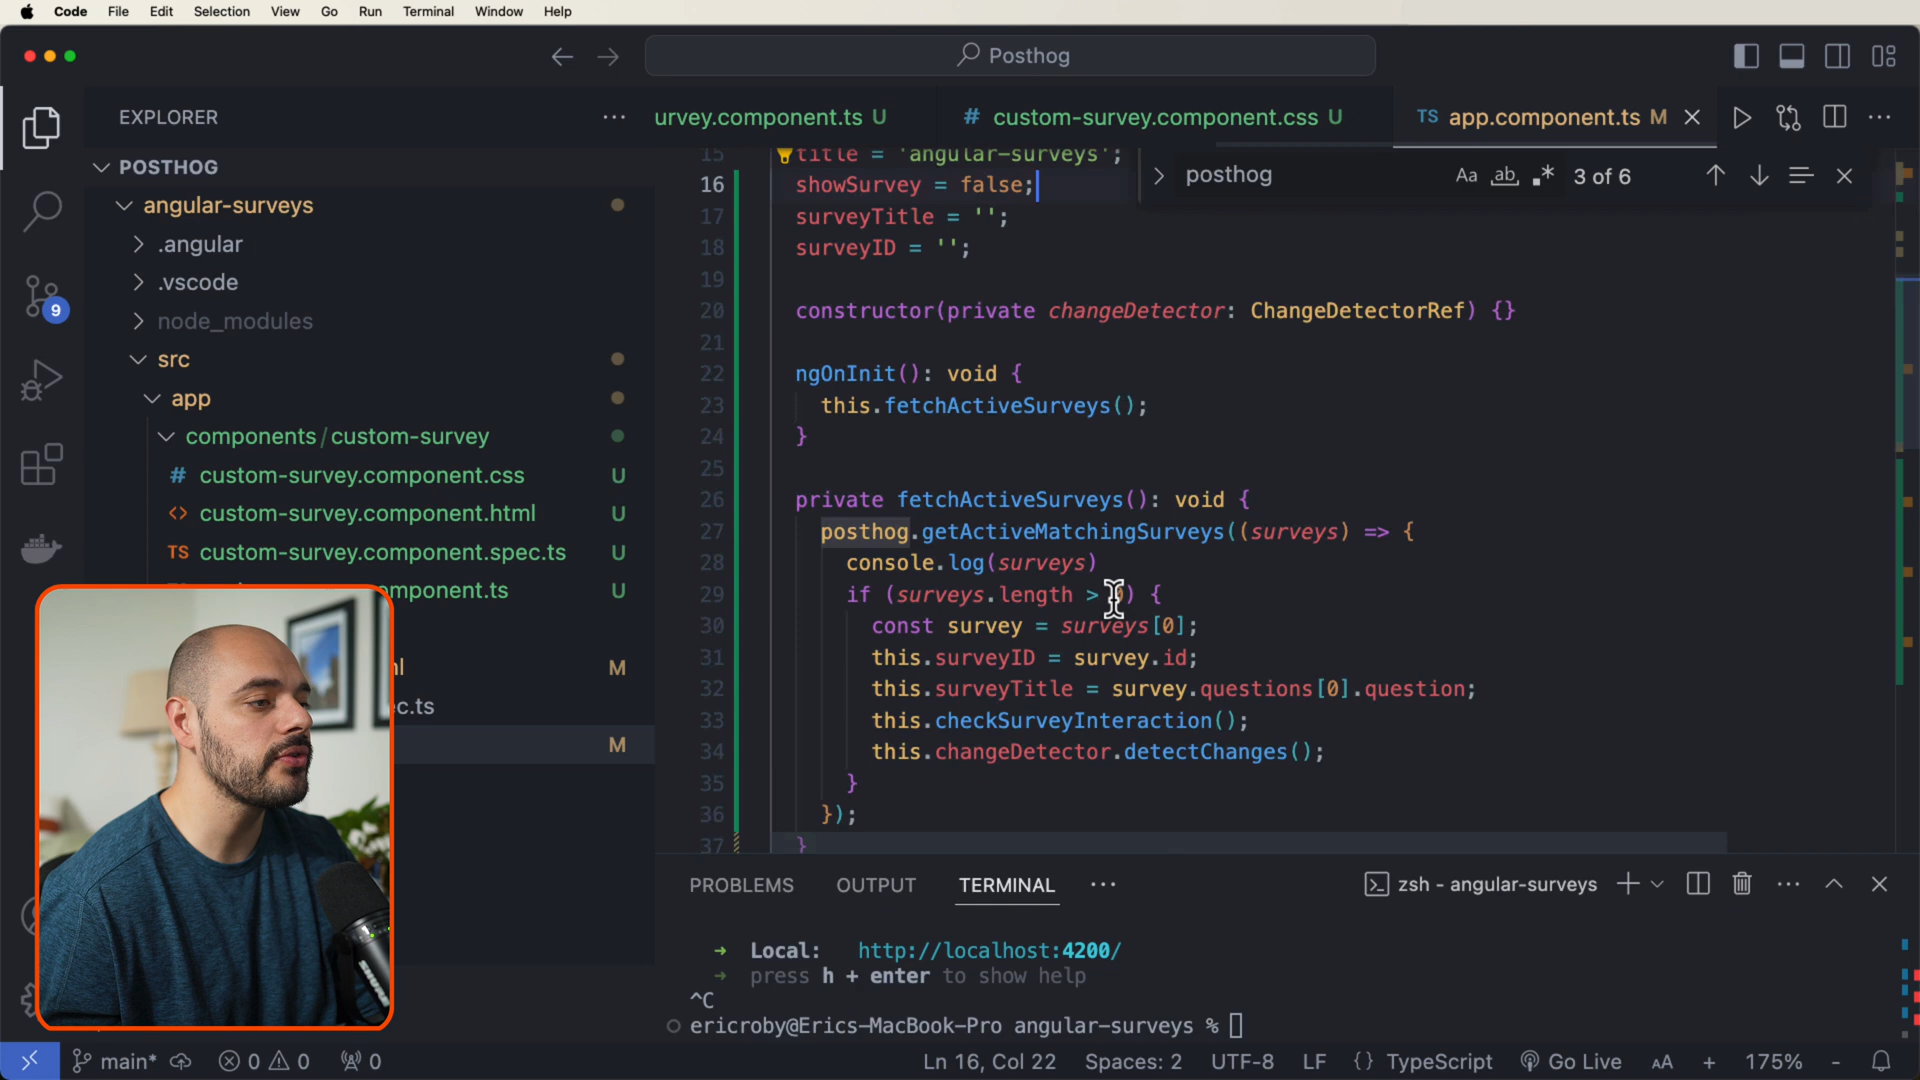 Code File Edit Selection View Go Run Terminal Window Help
Posthog
EXPLORER
urvey.component.ts U
# custom-survey.component.css U
TS app.component.ts M
POSTHOG
angular-surveys
.angular
.vscode
node_modules
9
src
app
components/custom-survey
# custom-survey.component.css U
<> custom-survey.component.html U
TS custom-survey.component.spec.ts U
mponent.ts U
M
c.ts
M
posthog
Aa ab 3 of 6
15 title = 'angular-surveys';
16 showSurvey = false;
17 surveyTitle = '';
18 surveyID = '';
19
20 constructor(private changeDetector: ChangeDetectorRef) {}
21
22 ngOnInit(): void {
23 this.fetchActiveSurveys();
24 }
25
26 private fetchActiveSurveys(): void {
27 posthog.getActiveMatchingSurveys((surveys) => {
28 console.log(surveys)
29 if (surveys.length > 0) {
30 const survey = surveys[0];
31 this.surveyID = survey.id;
32 this.surveyTitle = survey.questions[0].question;
33 this.checkSurveyInteraction();
34 this.changeDetector.detectChanges();
35 }
36 });
37 }
PROBLEMS OUTPUT TERMINAL ···
zsh - angular-surveys
➜ Local: http://localhost:4200/
➜ press h + enter to show help
^C
ericroby@Erics-MacBook-Pro angular-surveys %
main* 0 0 0
Ln 16, Col 22 Spaces: 2 UTF-8 LF {} TypeScript Go Live AA + 175% -
SHURE